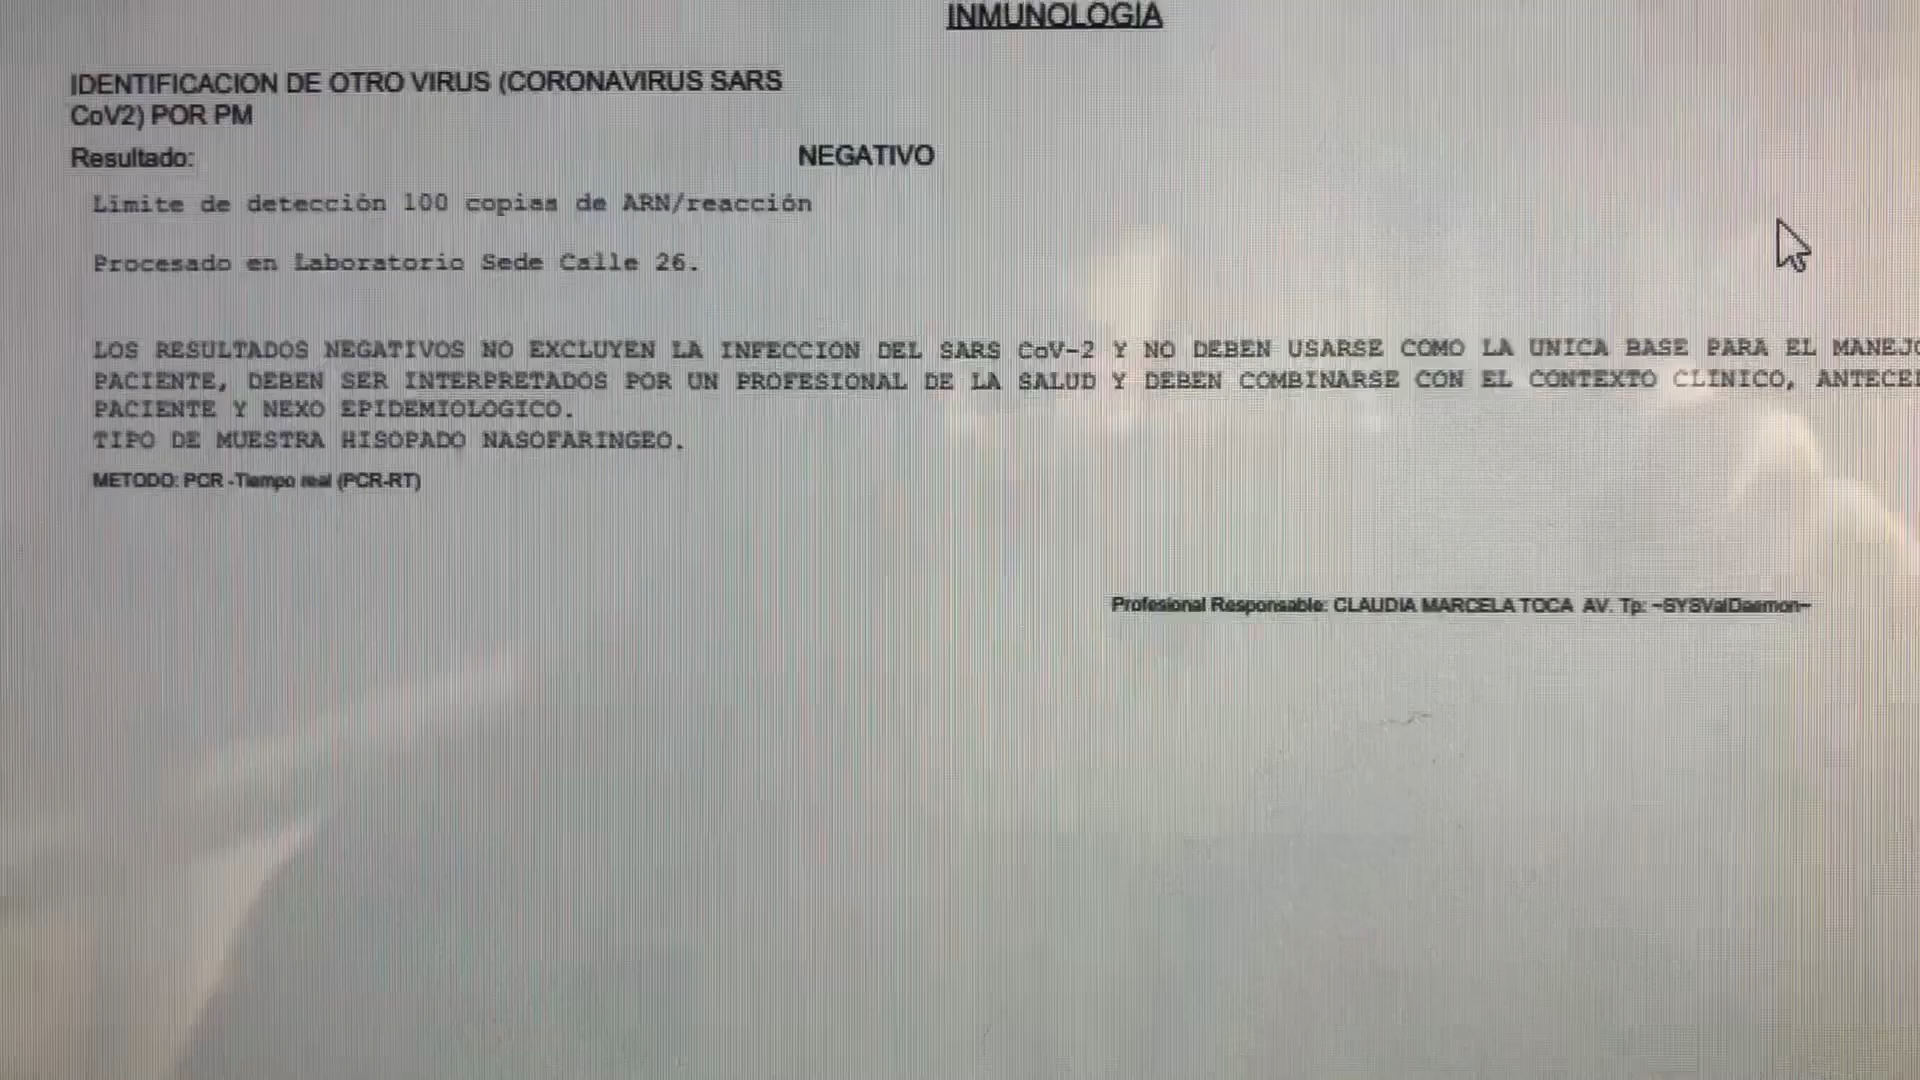 INMUNOLOGIA
IDENTIFICACION DE OTRO VIRUS (CORONAVIRUS SARS
CoV2) POR PM
Resultado: NEGATIVO
Limite de detección 100 copias de ARN/reacción
Procesado en Laboratorio Sede Calle 26.
LOS RESULTADOS NEGATIVOS NO EXCLUYEN LA INFECCION DEL SARS CoV-2 Y NO DEBEN USARSE COMO LA UNICA BASE PARA EL MANEJO
PACIENTE, DEBEN SER INTERPRETADOS POR UN PROFESIONAL DE LA SALUD Y DEBEN COMBINARSE CON EL CONTEXTO CLINICO,
PACIENTE Y NEXO EPIDEMIOLOGICO.
TIPO DE MUESTRA HISOPADO NASOFARINGEO.
METODO: PCR -Tiempo real (PCR-RT)
Profesional Responsable: CLAUDIA MARCELA TOCA AV. Tp: ~SYSValDaemon~